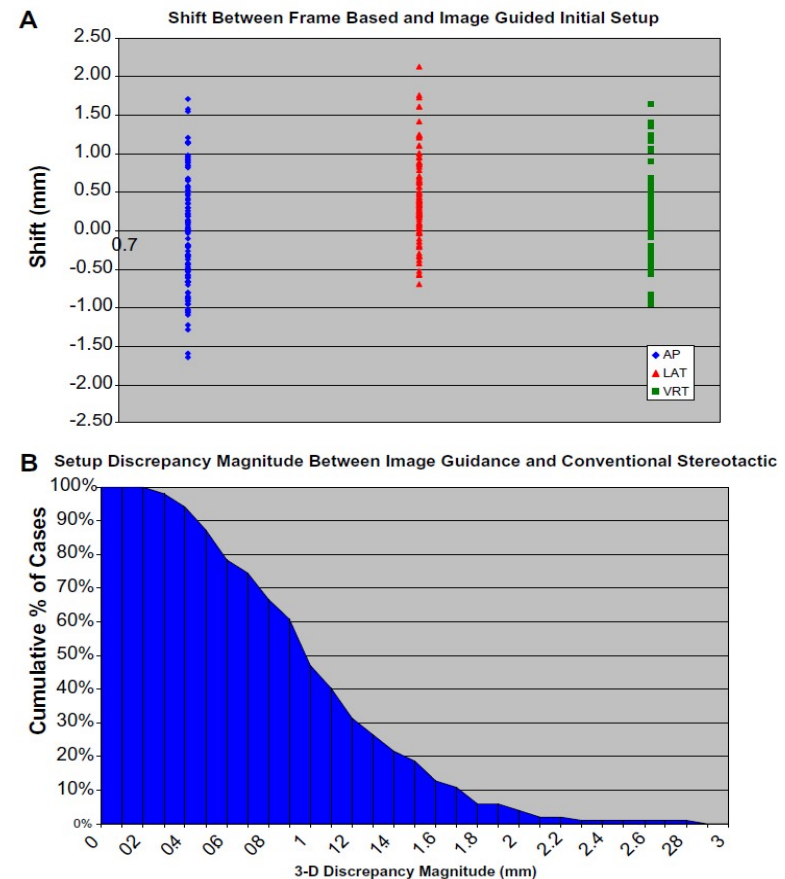 A
Shift Between Frame Based and Image Guided Initial Setup
Shift (mm)
2.50
2.00
1.50
1.00
0.50
0.00
0.7
-0.50
-1.00
-1.50
-2.00
-2.50
AP
LAT
VRT
B
Setup Discrepancy Magnitude Between Image Guidance and Conventional Stereotactic
Cumulative % of Cases
100%
90%
80%
70%
60%
50%
40%
30%
20%
10%
0%
0 02 0.4 06 08 1 12 14 1.6 1.8 2 2.2 2.4 2.6 28 3
3-D Discrepancy Magnitude (mm)